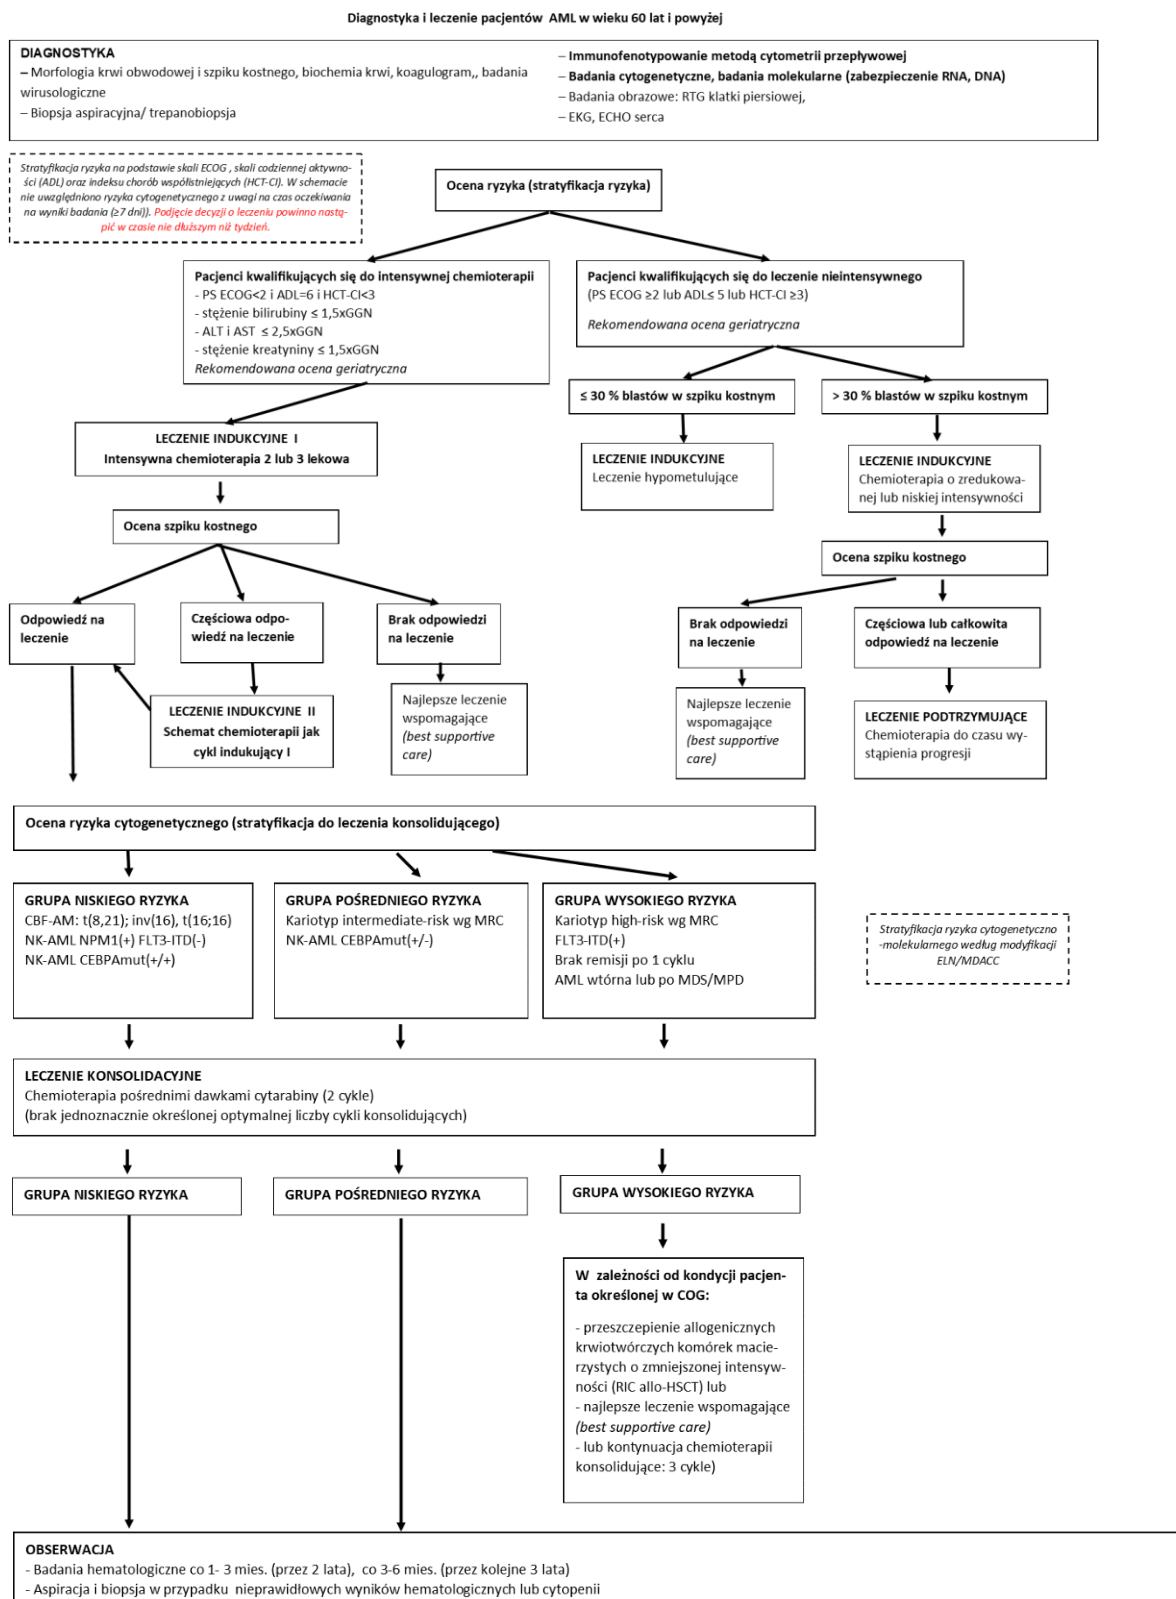 Diagnostyka i leczenie pacjentów AML w wieku 60 lat i powyżej
DIAGNOSTYKA
– Morfologia krwi obwodowej i szpiku kostnego, biochemia krwi, koagulogram,, badania
wirusologiczne
– Biopsja aspiracyjna/ trepanobiopsja
– Immunofenotypowanie metodą cytometrii przepływowej
– Badania cytogenetyczne, badania molekularne (zabezpieczenie RNA, DNA)
– Badania obrazowe: RTG klatki piersiowej,
– EKG, ECHO serca
Stratyfikacja ryzyka na podstawie skali ECOG , skali codziennej aktywno-
ści (ADL) oraz indeksu chorób współistniejących (HCT-CI). W schemacie
nie uwzględniono ryzyka cytogenetycznego z uwagi na czas oczekiwania
na wyniki badania (≥7 dni)). Podjęcie decyzji o leczeniu powinno nastą-
pić w czasie nie dłuższym niż tydzień.
Ocena ryzyka (stratyfikacja ryzyka)
Pacjenci kwalifikujących się do intensywnej chemioterapii
- PS ECOG<2 i ADL=6 i HCT-CI<3
- stężenie bilirubiny ≤ 1,5xGGN
- ALT i AST ≤ 2,5xGGN
- stężenie kreatyniny ≤ 1,5xGGN
Rekomendowana ocena geriatryczna
Pacjenci kwalifikujących się do leczenie nieintensywnego
(PS ECOG ≥2 lub ADL≤ 5 lub HCT-CI ≥3)
Rekomendowana ocena geriatryczna
≤ 30 % blastów w szpiku kostnym
> 30 % blastów w szpiku kostnym
LECZENIE INDUKCYJNE I
Intensywna chemioterapia 2 lub 3 lekowa
LECZENIE INDUKCYJNE
Leczenie hypometulujące
LECZENIE INDUKCYJNE
Chemioterapia o zredukowa-
nej lub niskiej intensywności
Ocena szpiku kostnego
Ocena szpiku kostnego
Odpowiedź na
leczenie
Częściowa odpo-
wiedź na leczenie
Brak odpowiedzi
na leczenie
Brak odpowiedzi
na leczenie
Częściowa lub całkowita
odpowiedź na leczenie
LECZENIE INDUKCYJNE II
Schemat chemioterapii jak
cykl indukujący I
Najlepsze leczenie
wspomagające
(best supportive
care)
Najlepsze leczenie
wspomagające
(best supportive
care)
LECZENIE PODTRZYMUJĄCE
Chemioterapia do czasu wy-
stąpienia progresji
Ocena ryzyka cytogenetycznego (stratyfikacja do leczenia konsolidującego)
GRUPA NISKIEGO RYZYKA
CBF-AM: t(8,21); inv(16), t(16;16)
NK-AML NPM1(+) FLT3-ITD(-)
NK-AML CEBPAmut(+/+)
GRUPA POŚREDNIEGO RYZYKA
Kariotyp intermediate-risk wg MRC
NK-AML CEBPAmut(+/-)
GRUPA WYSOKIEGO RYZYKA
Kariotyp high-risk wg MRC
FLT3-ITD(+)
Brak remisji po 1 cyklu
AML wtórna lub po MDS/MPD
Stratyfikacja ryzyka cytogenetyczno
-molekularnego według modyfikacji
ELN/MDACC
LECZENIE KONSOLIDACYJNE
Chemioterapia pośrednimi dawkami cytarabiny (2 cykle)
(brak jednoznacznie określonej optymalnej liczby cykli konsolidujących)
GRUPA NISKIEGO RYZYKA
GRUPA POŚREDNIEGO RYZYKA
GRUPA WYSOKIEGO RYZYKA
W zależności od kondycji pacjen-
ta określonej w COG:
- przeszczepienie allogenicznych
krwiotwórczych komórek macie-
rzystych o zmniejszonej intensyw-
ności (RIC allo-HSCT) lub
- najlepsze leczenie wspomagające
(best supportive care)
- lub kontynuacja chemioterapii
konsolidujące: 3 cykle)
OBSERWACJA
- Badania hematologiczne co 1- 3 mies. (przez 2 lata), co 3-6 mies. (przez kolejne 3 lata)
- Aspiracja i biopsja w przypadku nieprawidłowych wyników hematologicznych lub cytopenii